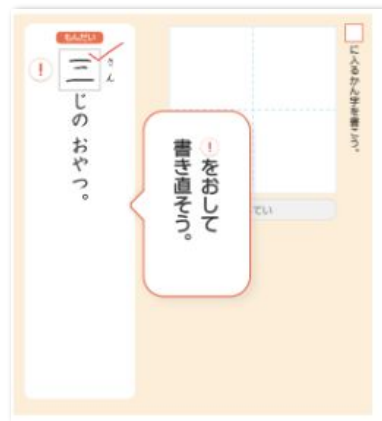 □に入るかん字を書こう。
てい
!をおして
書き直そう。
もんだい
さん
三じの おやつ。
!